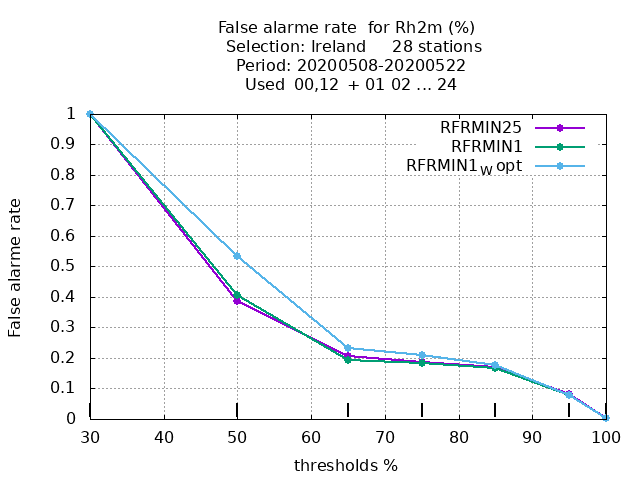 False alarme rate  for Rh2m (%)
Selection: Ireland     28 stations
Period: 20200508-20200522
Used  00,12  + 01 02 ... 24
RFRMIN25
RFRMIN1
RFRMIN1W opt
False alarme rate
1
0.9
0.8
0.7
0.6
0.5
0.4
0.3
0.2
0.1
0
30 40 50 60 70 80 90 100
thresholds %